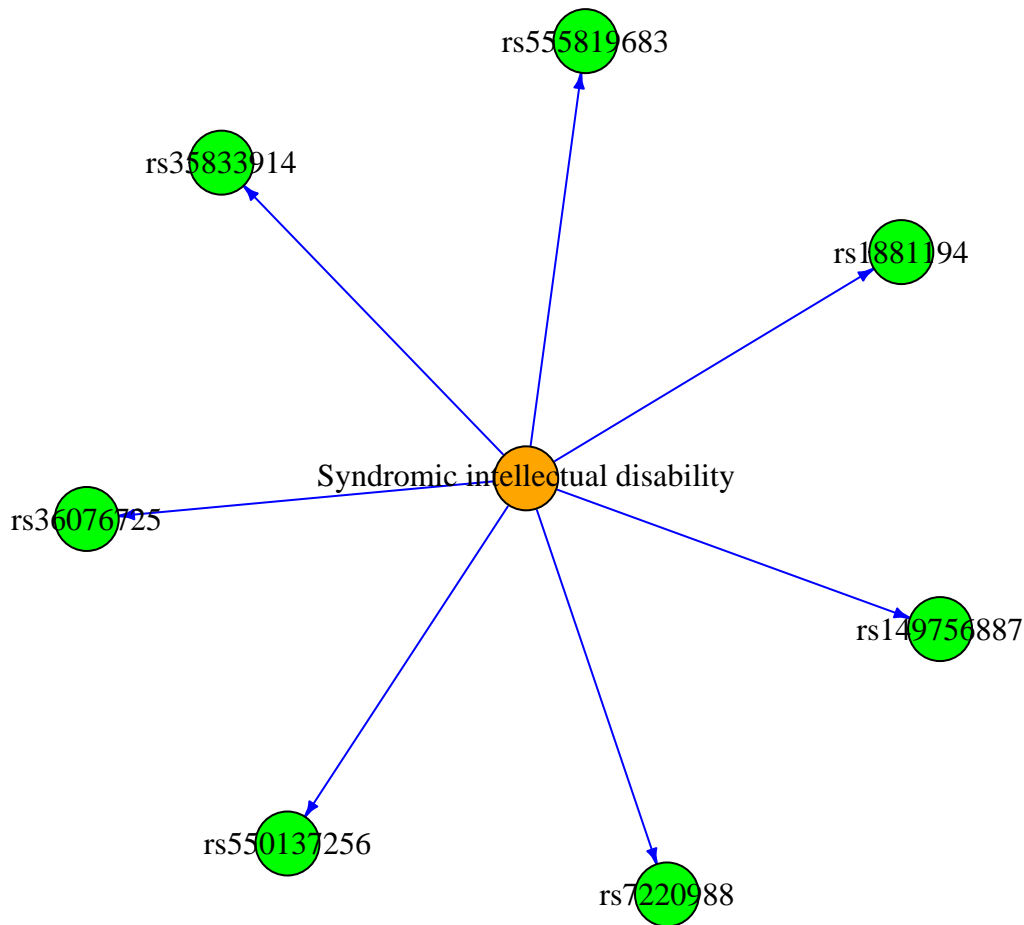 rs555819683
rs35833914
rs1881194
Syndromic intellectual disability
rs36076725
rs149756887
rs550137256
rs7220988